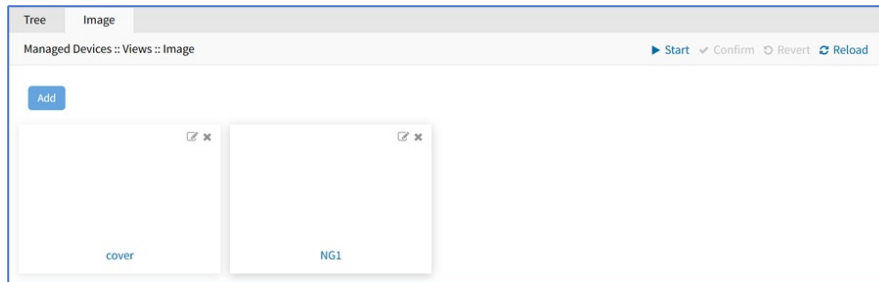 Tree Image
Managed Devices :: Views :: Image Start Confirm Revert Reload
Add
cover NG1